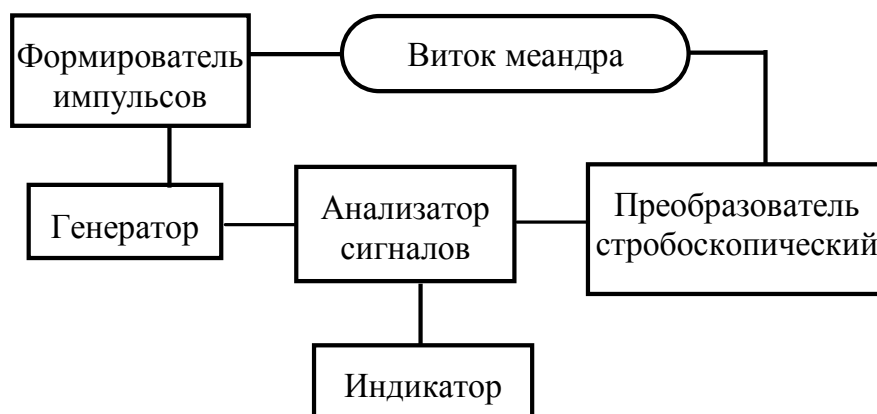 Формирователь
импульсов
Виток меандра
Генератор
Анализатор
сигналов
Преобразователь
стробоскопический
Индикатор